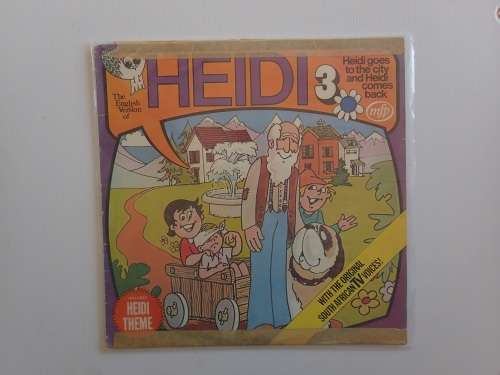 The
English
Version
of
HEIDI 3
Heidi goes
to the city
and Heidi
comes
back
mfp
WITH THE ORIGINAL
SOUTH AFRICAN TV VOICES!
HEIDI
THEME